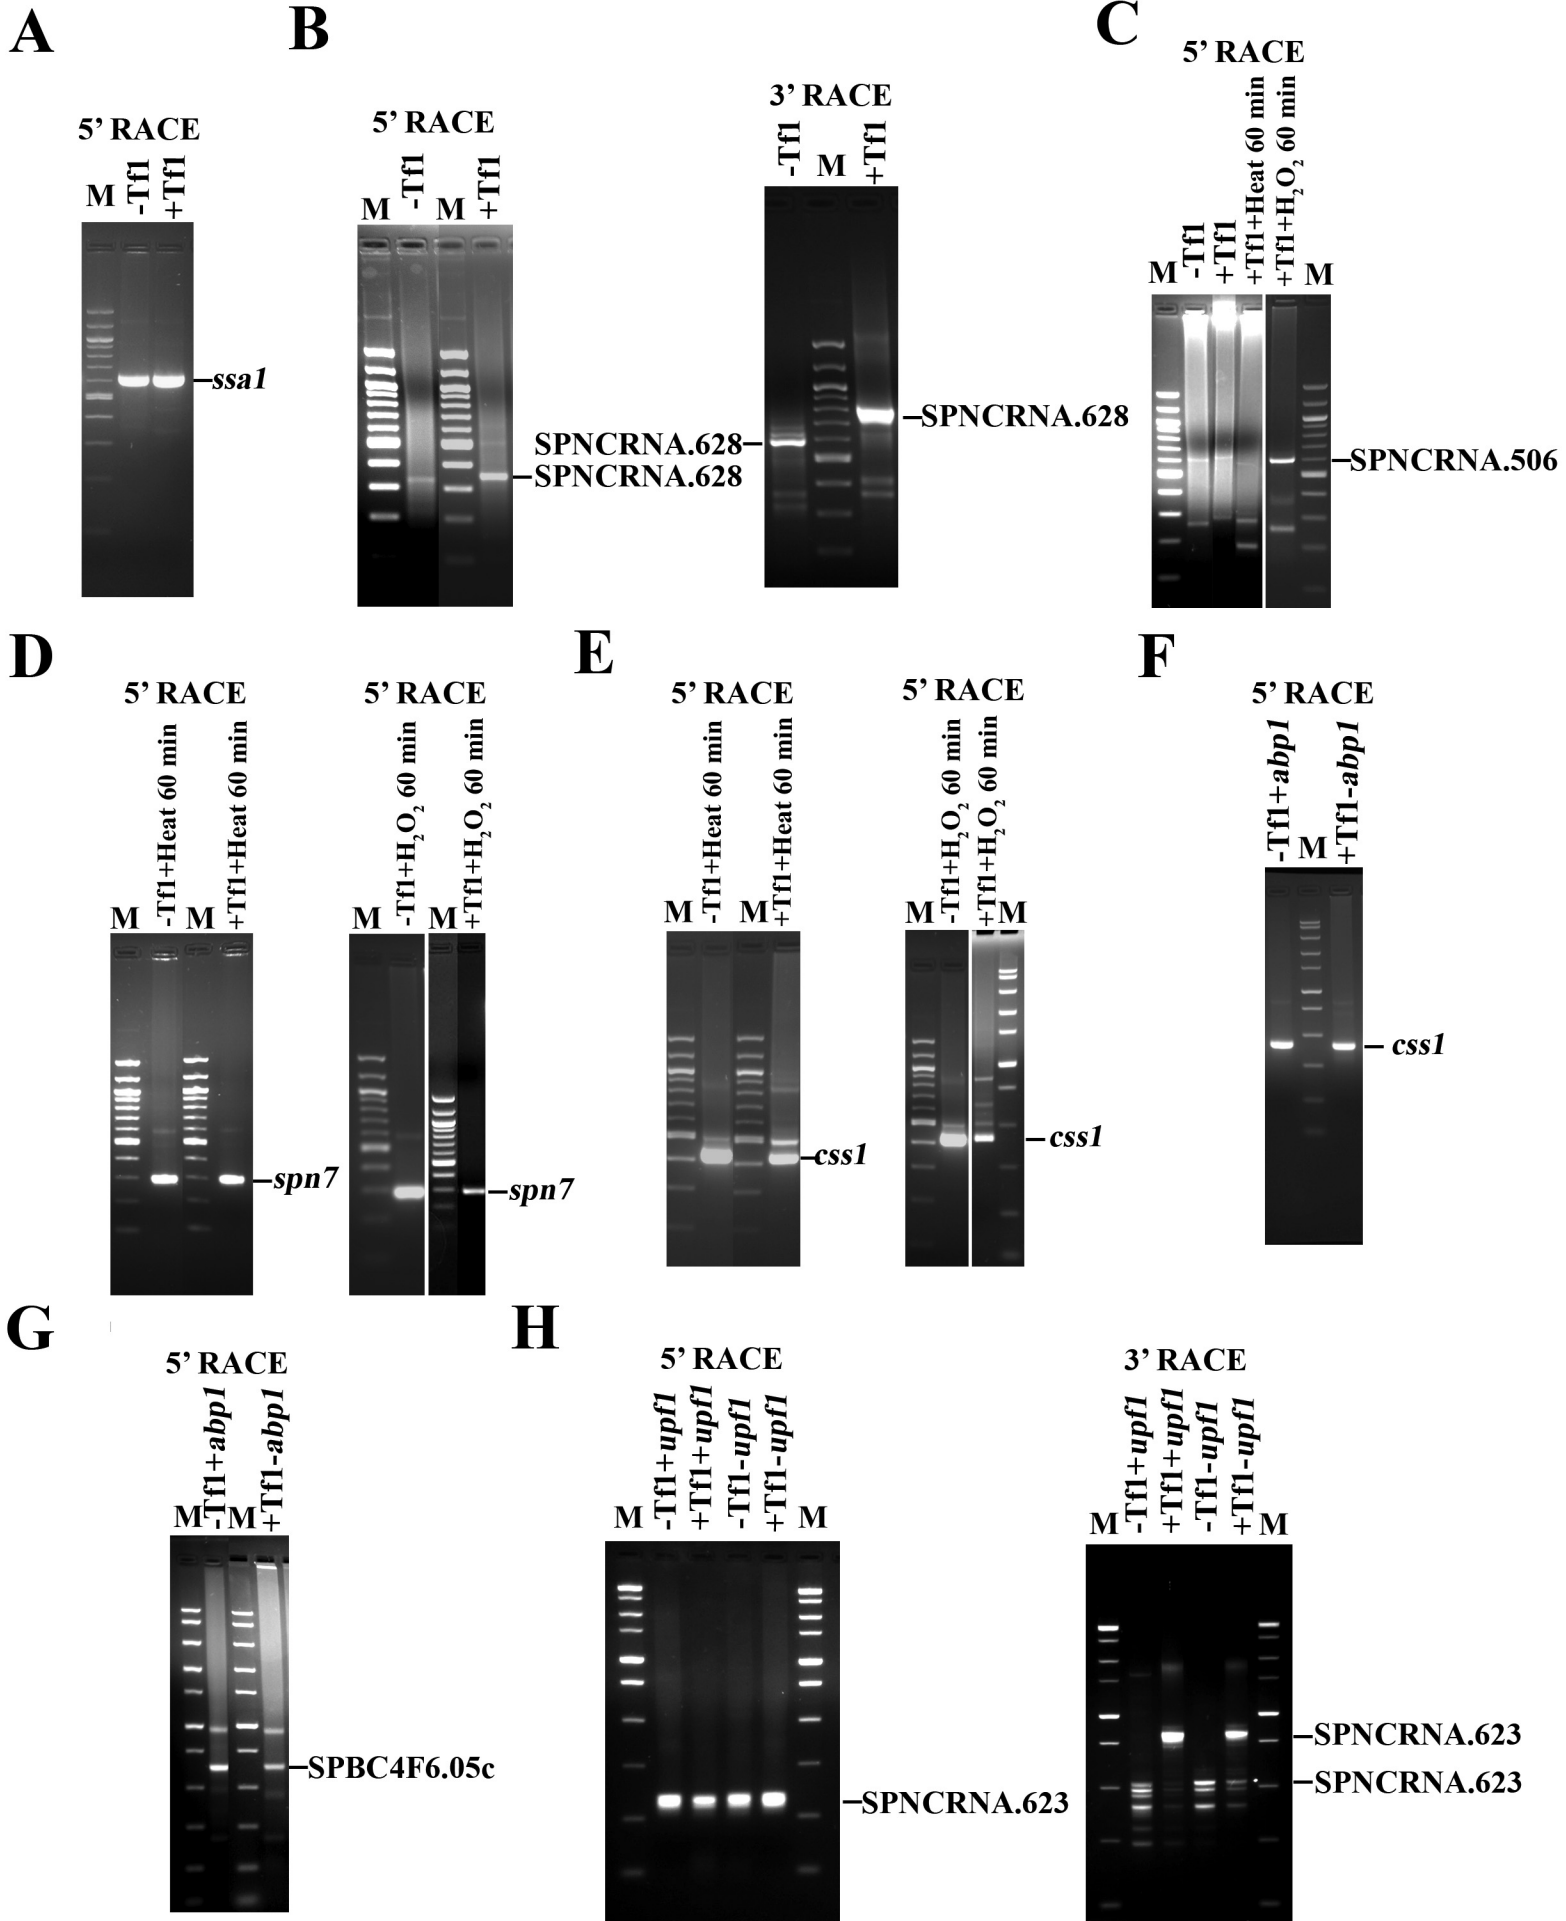 A
5’ RACE
M
-Tf1
+Tf1
ssa1
B
5’ RACE
M
-Tf1
M
+Tf1
SPNCRNA.628
SPNCRNA.628
3’ RACE
-Tf1
M
+Tf1
SPNCRNA.628
C
5’ RACE
M
-Tf1
+Tf1
+Tf1+Heat 60 min
+Tf1+H2O2 60 min
M
SPNCRNA.506
D
5’ RACE
M
-Tf1+Heat 60 min
M
+Tf1+Heat 60 min
spn7
5’ RACE
M
-Tf1+H2O2 60 min
M
+Tf1+H2O2 60 min
spn7
E
5’ RACE
M
-Tf1+Heat 60 min
M
+Tf1+Heat 60 min
css1
5’ RACE
M
-Tf1+H2O2 60 min
+Tf1+H2O2 60 min
M
css1
F
5’ RACE
-Tf1+abp1
M
+Tf1-abp1
css1
G
5’ RACE
M
-Tf1+abp1
M
+Tf1-abp1
SPBC4F6.05c
H
5’ RACE
M
-Tf1+upf1
+Tf1+upf1
-Tf1-upf1
+Tf1-upf1
M
SPNCRNA.623
3’ RACE
M
-Tf1+upf1
+Tf1+upf1
-Tf1-upf1
+Tf1-upf1
M
SPNCRNA.623
SPNCRNA.623